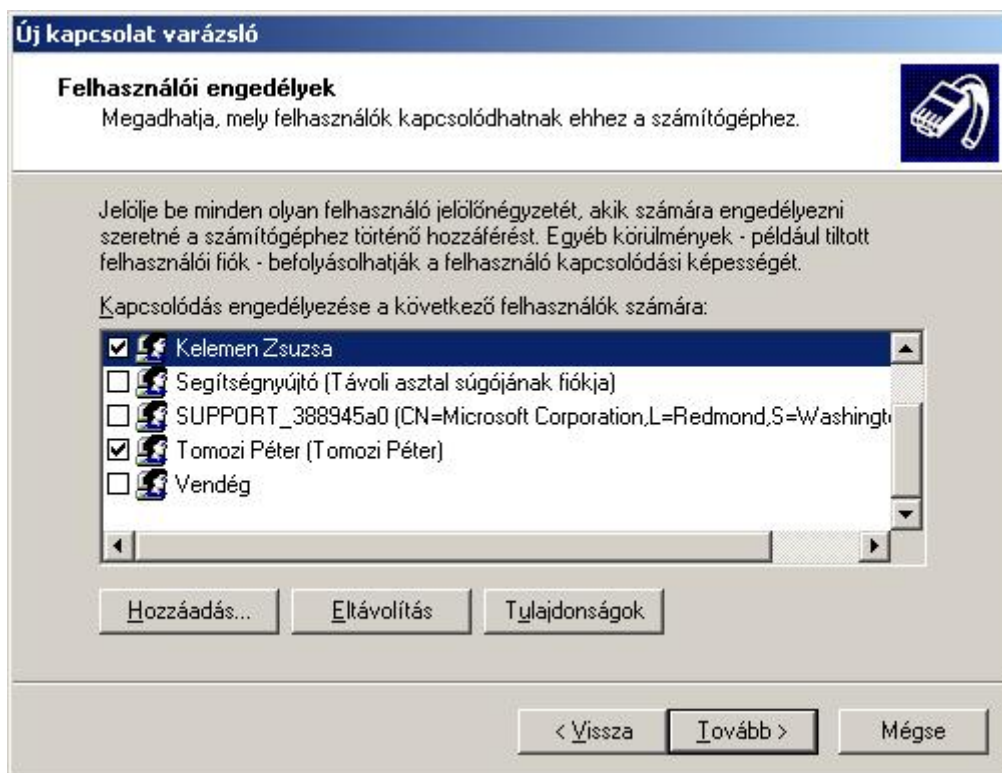 Új kapcsolat varázsló
Felhasználói engedélyek
Megadhatja, mely felhasználók kapcsolódhatnak ehhez a számítógéphez.
Jelölje be minden olyan felhasználó jelölőnégyzetét, akik számára engedélyezni
szeretné a számítógéphez történő hozzáférést. Egyéb körülmények - például tiltott
felhasználói fiók - befolyásolhatják a felhasználó kapcsolódási képességét.
Kapcsolódás engedélyezése a következő felhasználók számára:
Kelemen Zsuzsa
Segítségnyújtó (Távoli asztal súgójának fiókja)
SUPPORT_388945a0 (CN=Microsoft Corporation,L=Redmond,S=Washingt
Tomozi Péter (Tomozi Péter)
Vendég
Hozzáadás... Eltávolítás Tulajdonságok
< Vissza Tovább > Mégse